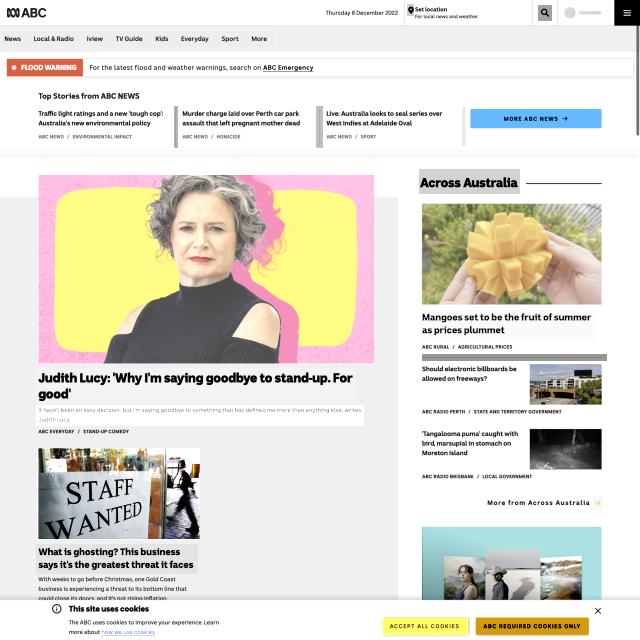 ABC
Thursday 8 December 2022
Set location
For local news and weather
News
Local & Radio
iview
TV Guide
Kids
Everyday
Sport
More
FLOOD WARNING
For the latest flood and weather warnings, search on ABC Emergency
Top Stories from ABC NEWS
Traffic light ratings and a new 'tough cop':
Australia's new environmental policy
ABC NEWS / ENVIRONMENTAL IMPACT
Murder charge laid over Perth car park
assault that left pregnant mother dead
ABC NEWS / HOMICIDE
Live: Australia looks to seal series over
West Indies at Adelaide Oval
ABC NEWS / SPORT
MORE ABC NEWS →
Judith Lucy: 'Why I'm saying goodbye to stand-up. For
good'
It hasn't been an easy decision, but I'm saying goodbye to something that has defined me more than anything else, writes
Judith Lucy.
ABC EVERYDAY / STAND-UP COMEDY
STAFF
WANTED
What is ghosting? This business
says it's the greatest threat it faces
With weeks to go before Christmas, one Gold Coast
business is experiencing a threat to its bottom line that
could close its doors, and it's not rising inflation.
Across Australia
Mangoes set to be the fruit of summer
as prices plummet
ABC RURAL / AGRICULTURAL PRICES
Should electronic billboards be
allowed on freeways?
ABC RADIO PERTH / STATE AND TERRITORY GOVERNMENT
'Tangalooma puma' caught with
bird, marsupial in stomach on
Moreton Island
ABC RADIO BRISBANE / LOCAL GOVERNMENT
More from Across Australia →
This site uses cookies
The ABC uses cookies to improve your experience. Learn
more about how we use cookies.
ACCEPT ALL COOKIES
ABC REQUIRED COOKIES ONLY